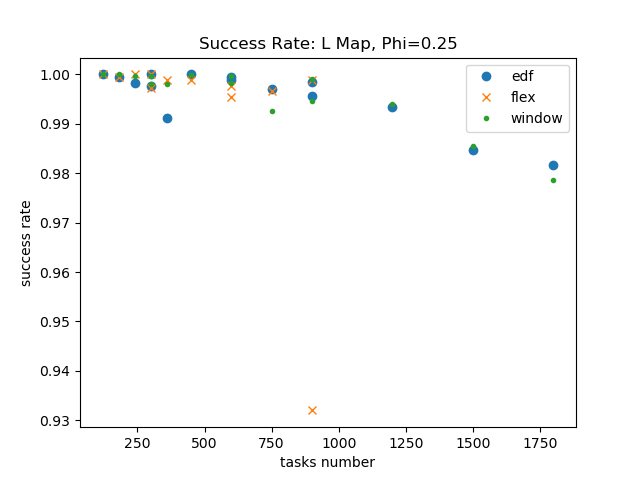 Success Rate: L Map, Phi=0.25
1.00
0.99
0.98
0.97
0.96
0.95
0.94
0.93
success rate
250
500
750
1000
1250
1500
1750
tasks number
edf
flex
window